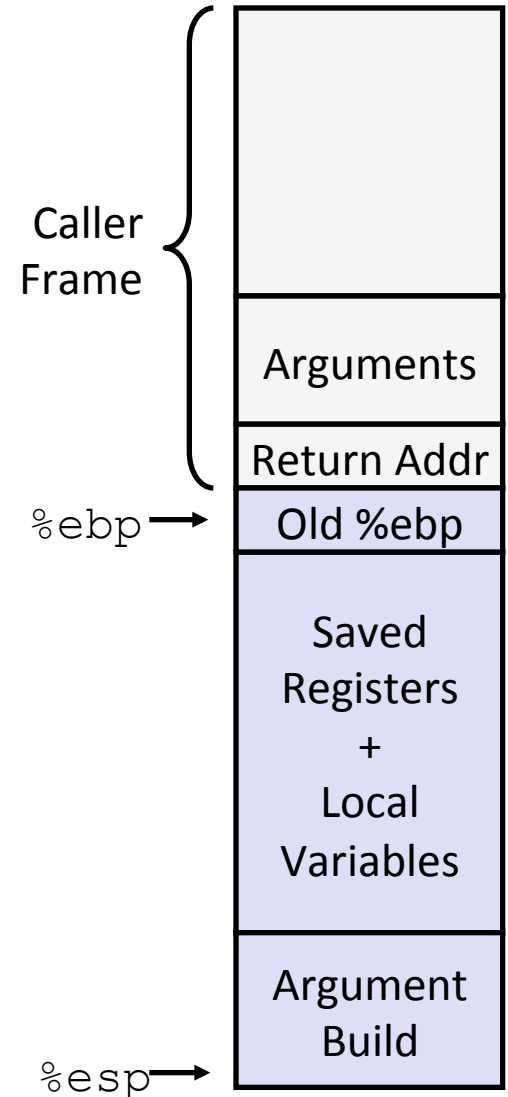 Caller
Frame
Arguments
Return Addr
%ebp
Old %ebp
Saved
Registers
+
Local
Variables
Argument
Build
%esp